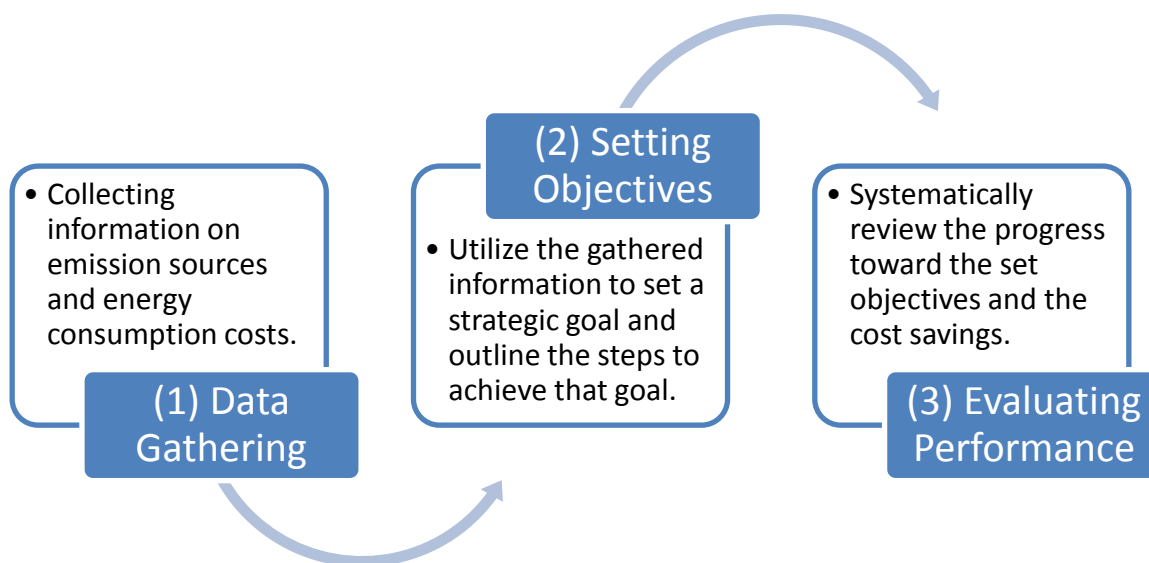 • Collecting
information on
emission sources
and energy
consumption costs.
(1) Data
Gathering
(2) Setting
Objectives
• Utilize the gathered
information to set a
strategic goal and
outline the steps to
achieve that goal.
• Systematically
review the progress
toward the set
objectives and the
cost savings.
(3) Evaluating
Performance